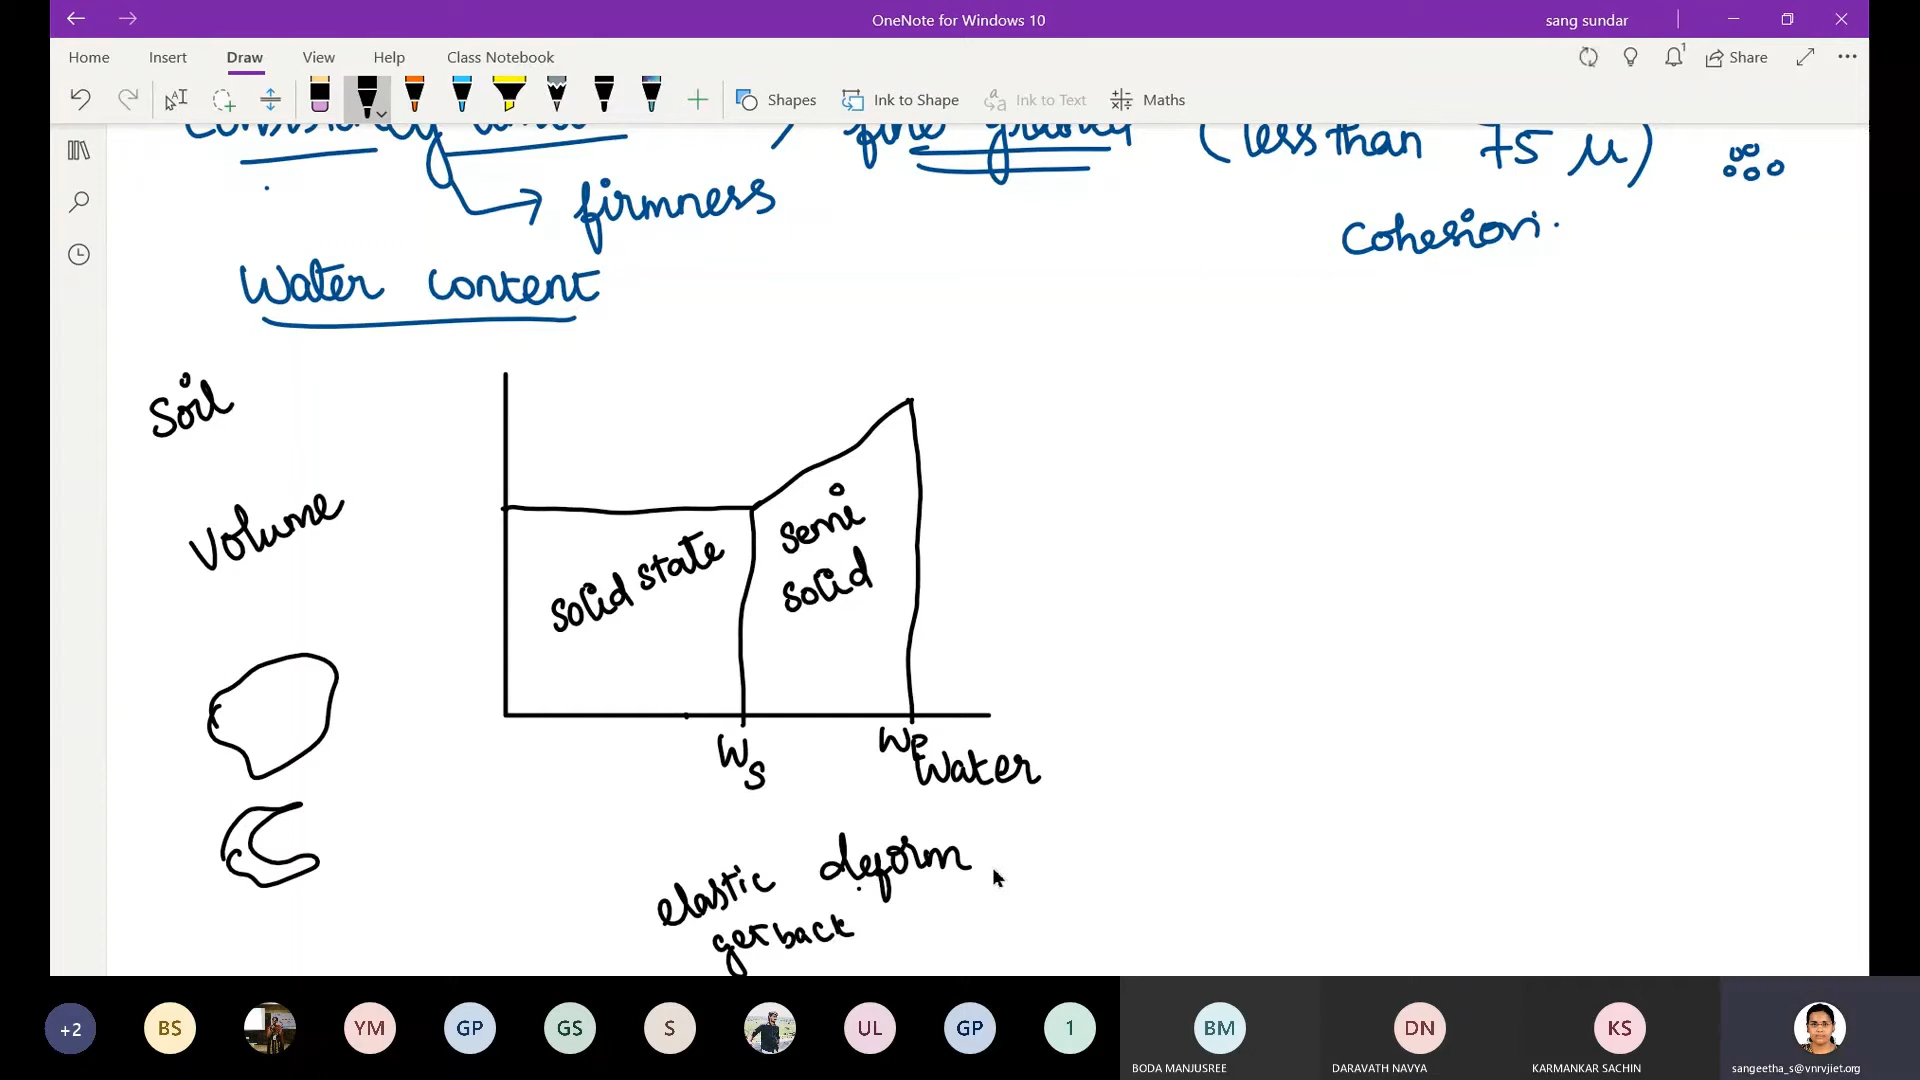 OneNote for Windows 10
sang sundar
Home Insert Draw View Help Class Notebook
1
Share
Shapes Ink to Shape Ink to Text Maths
Consistency limits fine grained (less than 75 μ)
firmness
Cohesion.
Water content
Soil
Volume
Solid state
Semi
Solid
Ws
Wp
Water
elastic deform
get back
+2 BS YM GP GS S UL GP 1 BM DN KS
BODA MANJUSREE DARAVATH NAVYA KARMANKAR SACHIN sangeetha_s@vnrvjiet.org